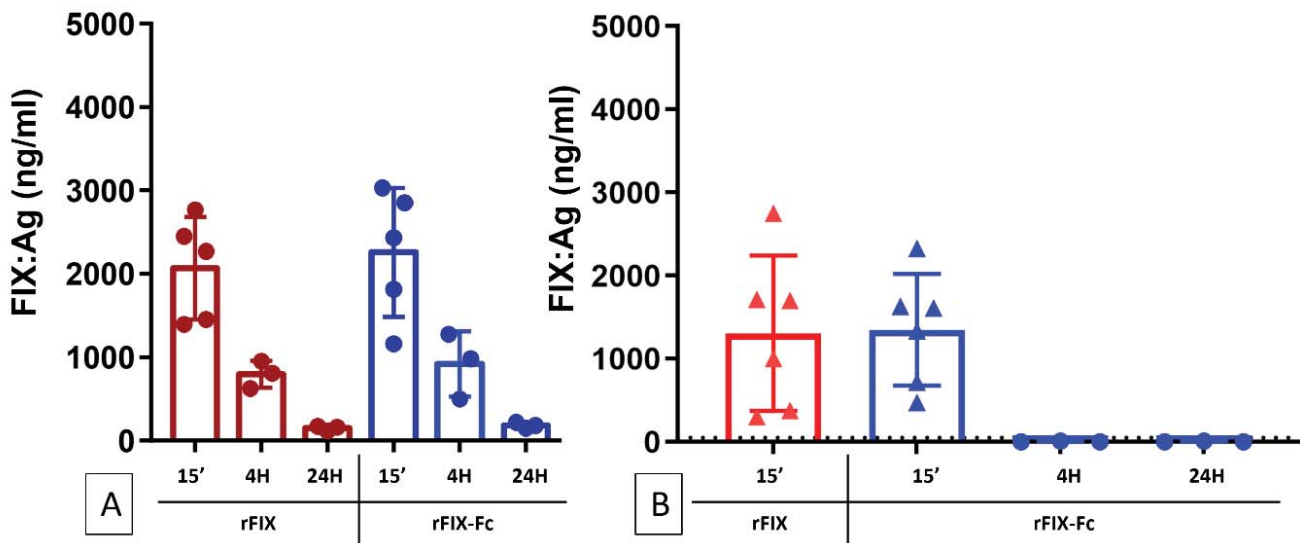 FIX:Ag (ng/ml)
5000
4000
3000
2000
1000
0
15′ 4H 24H 15′ 4H 24H
rFIX rFIX-Fc
A
FIX:Ag (ng/ml)
5000
4000
3000
2000
1000
0
15′ 15′ 4H 24H
rFIX rFIX-Fc
B